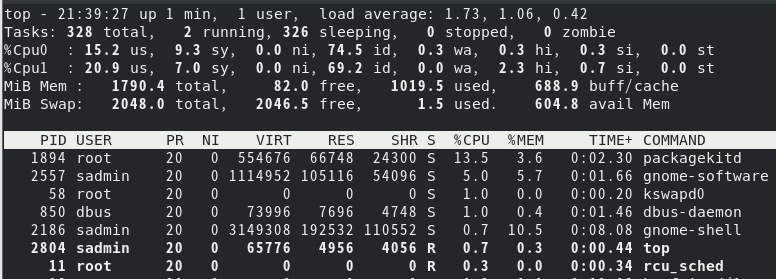 top - 21:39:27 up 1 min,  1 user,  load average: 1.73, 1.06, 0.42
Tasks: 328 total,   2 running, 326 sleeping,   0 stopped,   0 zombie
%Cpu0  : 15.2 us,  9.3 sy,  0.0 ni, 74.5 id,  0.3 wa,  0.3 hi,  0.3 si,  0.0 st
%Cpu1  : 20.9 us,  7.0 sy,  0.0 ni, 69.2 id,  0.0 wa,  2.3 hi,  0.7 si,  0.0 st
MiB Mem :   1790.4 total,     82.0 free,   1019.5 used,    688.9 buff/cache
MiB Swap:   2048.0 total,   2046.5 free,      1.5 used.    604.8 avail Mem
PID USER      PR  NI    VIRT    RES    SHR S  %CPU  %MEM     TIME+ COMMAND
1894 root      20   0  554676  66748  24300 S  13.5   3.6   0:02.30 packagekitd
2557 sadmin    20   0 1114952 105116  54096 S   5.0   5.7   0:01.66 gnome-software
58 root      20   0       0      0      0 S   1.0   0.0   0:00.20 kswapd0
850 dbus      20   0   73996   7696   4748 S   1.0   0.4   0:01.46 dbus-daemon
2186 sadmin    20   0 3149308 192532 110552 S   0.7  10.5   0:08.08 gnome-shell
2804 sadmin    20   0   65776   4956   4056 R   0.7   0.3   0:00.44 top
11 root      20   0       0      0      0 R   0.3   0.0   0:00.34 rcu_sched